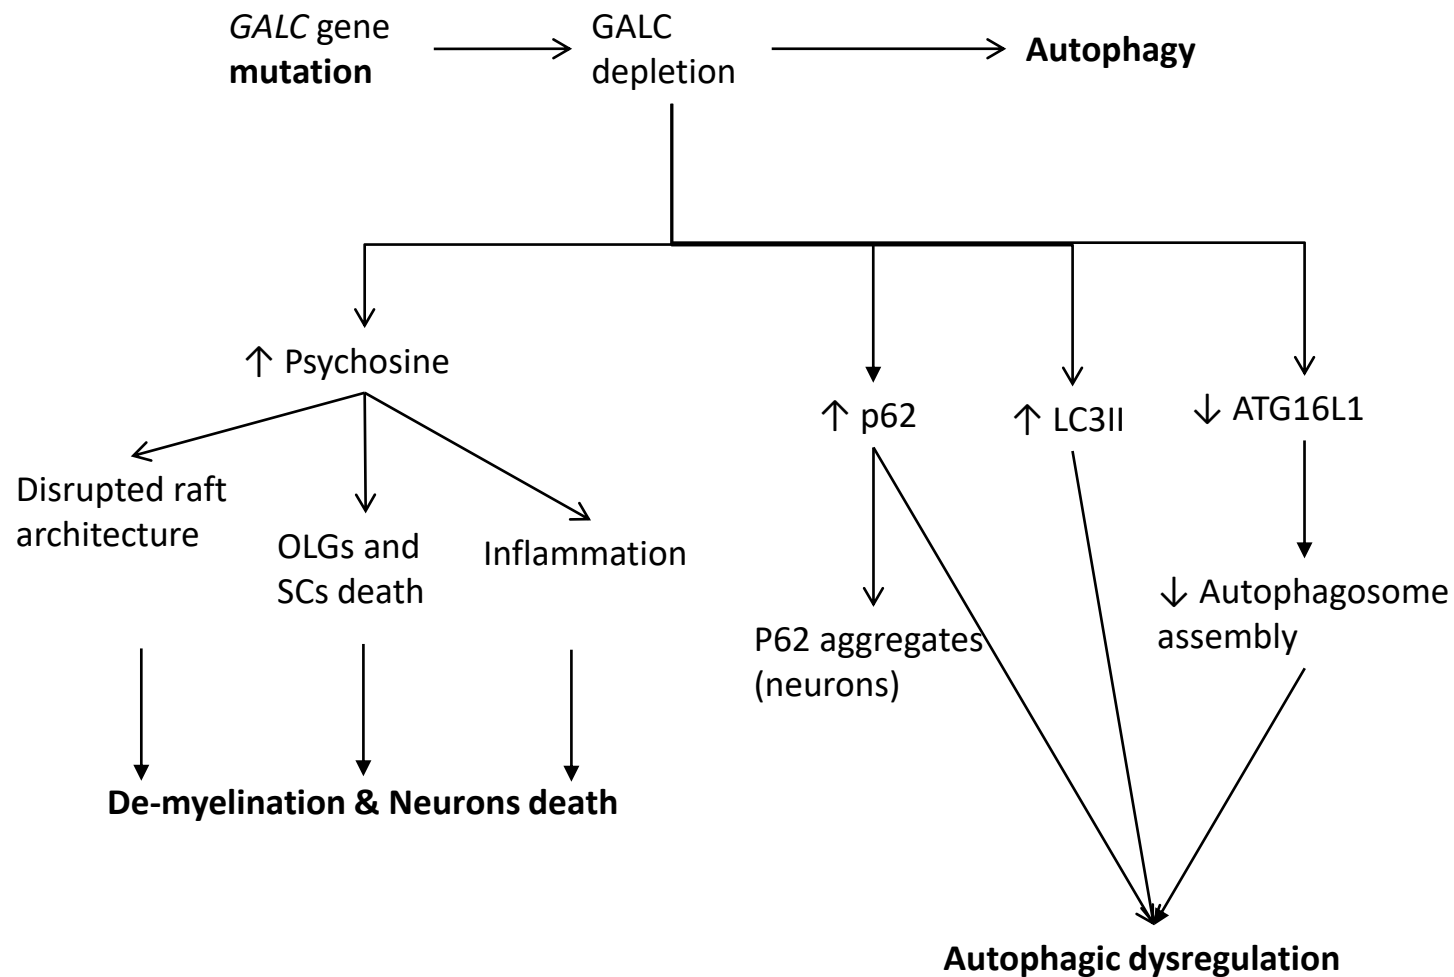 GALC gene
mutation
GALC
depletion
Autophagy
↑ Psychosine
↑ p62
↑ LC3II
↓ ATG16L1
Disrupted raft
architecture
OLGs and
SCs death
Inflammation
P62 aggregates
(neurons)
↓ Autophagosome
assembly
De-myelination & Neurons death
Autophagic dysregulation